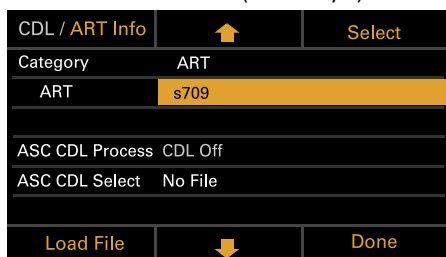 CDL / ART Info Select
Category ART
ART s709
ASC CDL Process CDL Off
ASC CDL Select No File
Load File Done